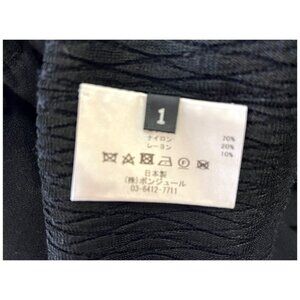 1
ナイロン 20%
レーヨン 20%
10%
日本製
(株)ボンジュール
03-6412-7711